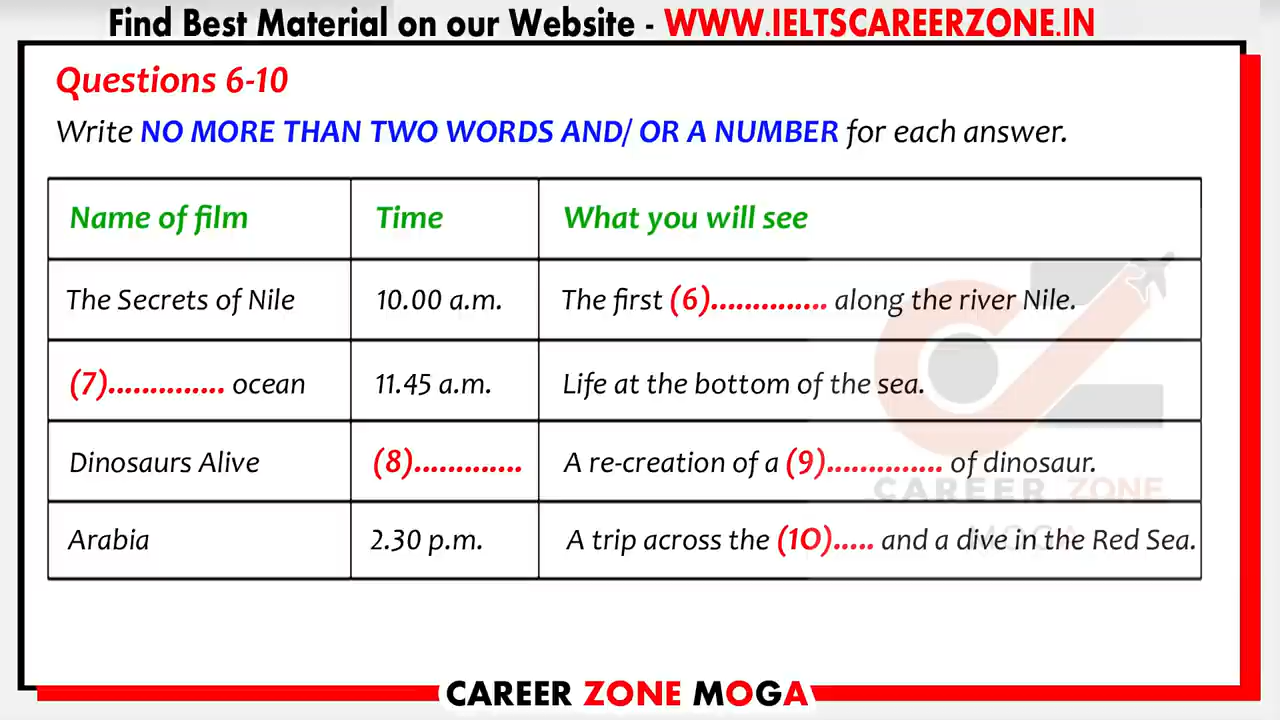 Find Best Material on our Website - WWW.IELTSCAREERZONE.IN
Questions 6-10
Write NO MORE THAN TWO WORDS AND/ OR A NUMBER for each answer.
Name of film Time What you will see
The Secrets of Nile 10.00 a.m. The first (6).............. along the river Nile.
(7).............. ocean 11.45 a.m. Life at the bottom of the sea.
Dinosaurs Alive (8)............. A re-creation of a (9).............. of dinosaur.
CAREER ZONE
Arabia 2.30 p.m. A trip across the (10)..... and a dive in the Red Sea.
MOGA
CAREER ZONE MOGA